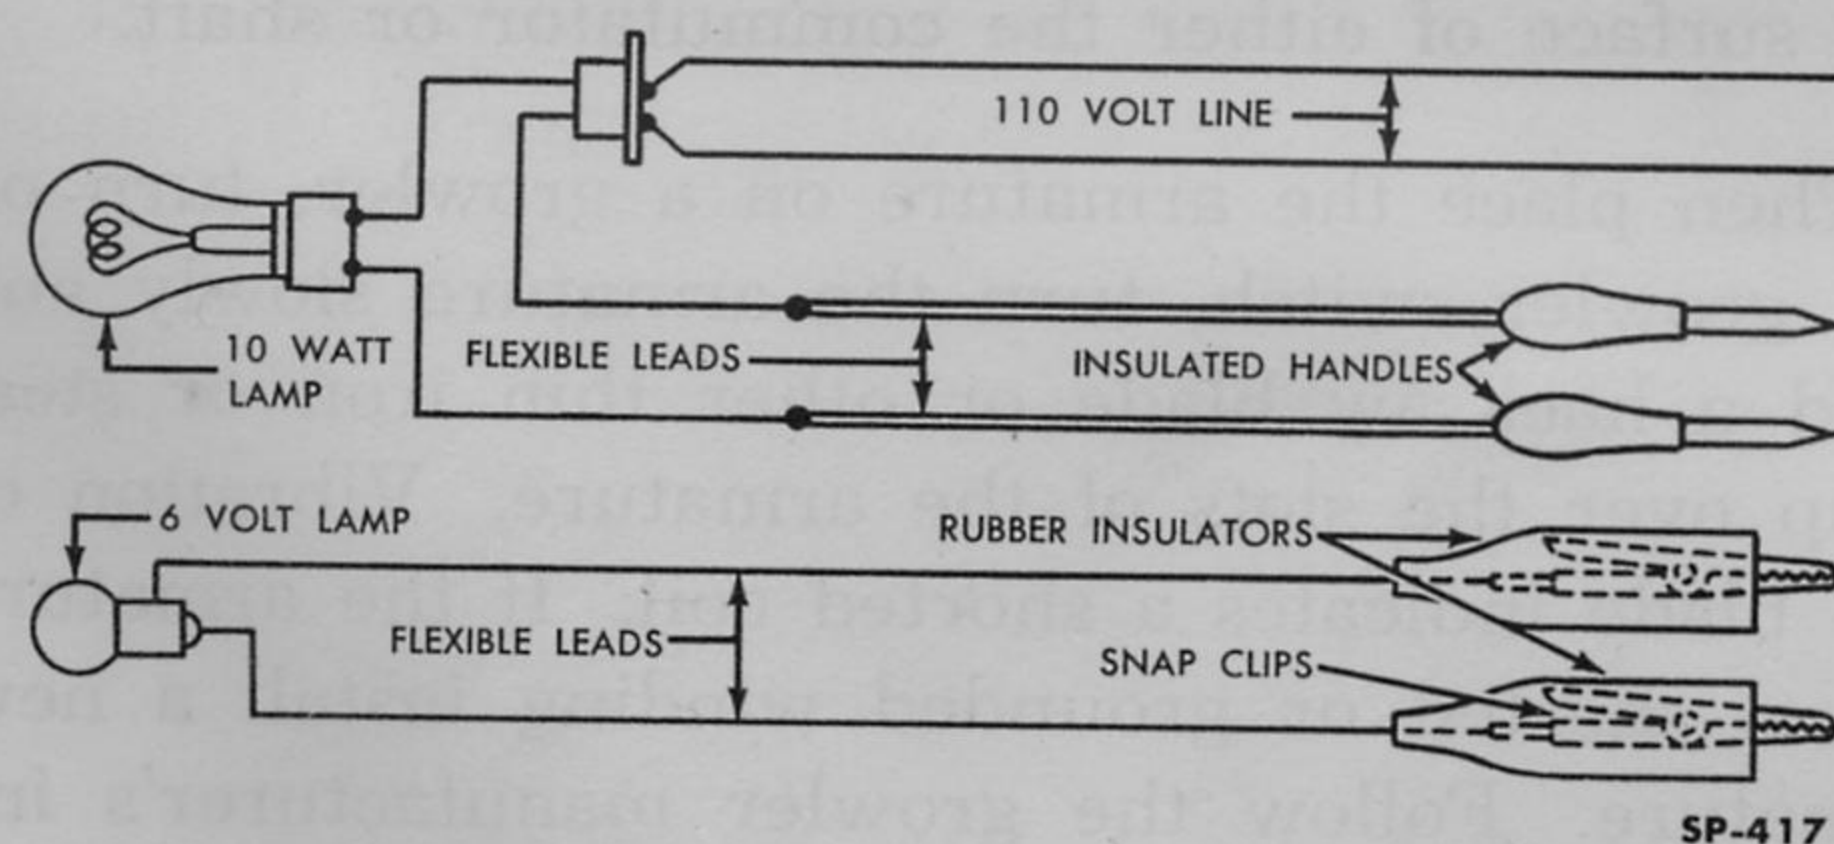 110 VOLT LINE
10 WATT
LAMP
FLEXIBLE LEADS
INSULATED HANDLES
6 VOLT LAMP
RUBBER INSULATORS
FLEXIBLE LEADS
SNAP CLIPS
SP-417